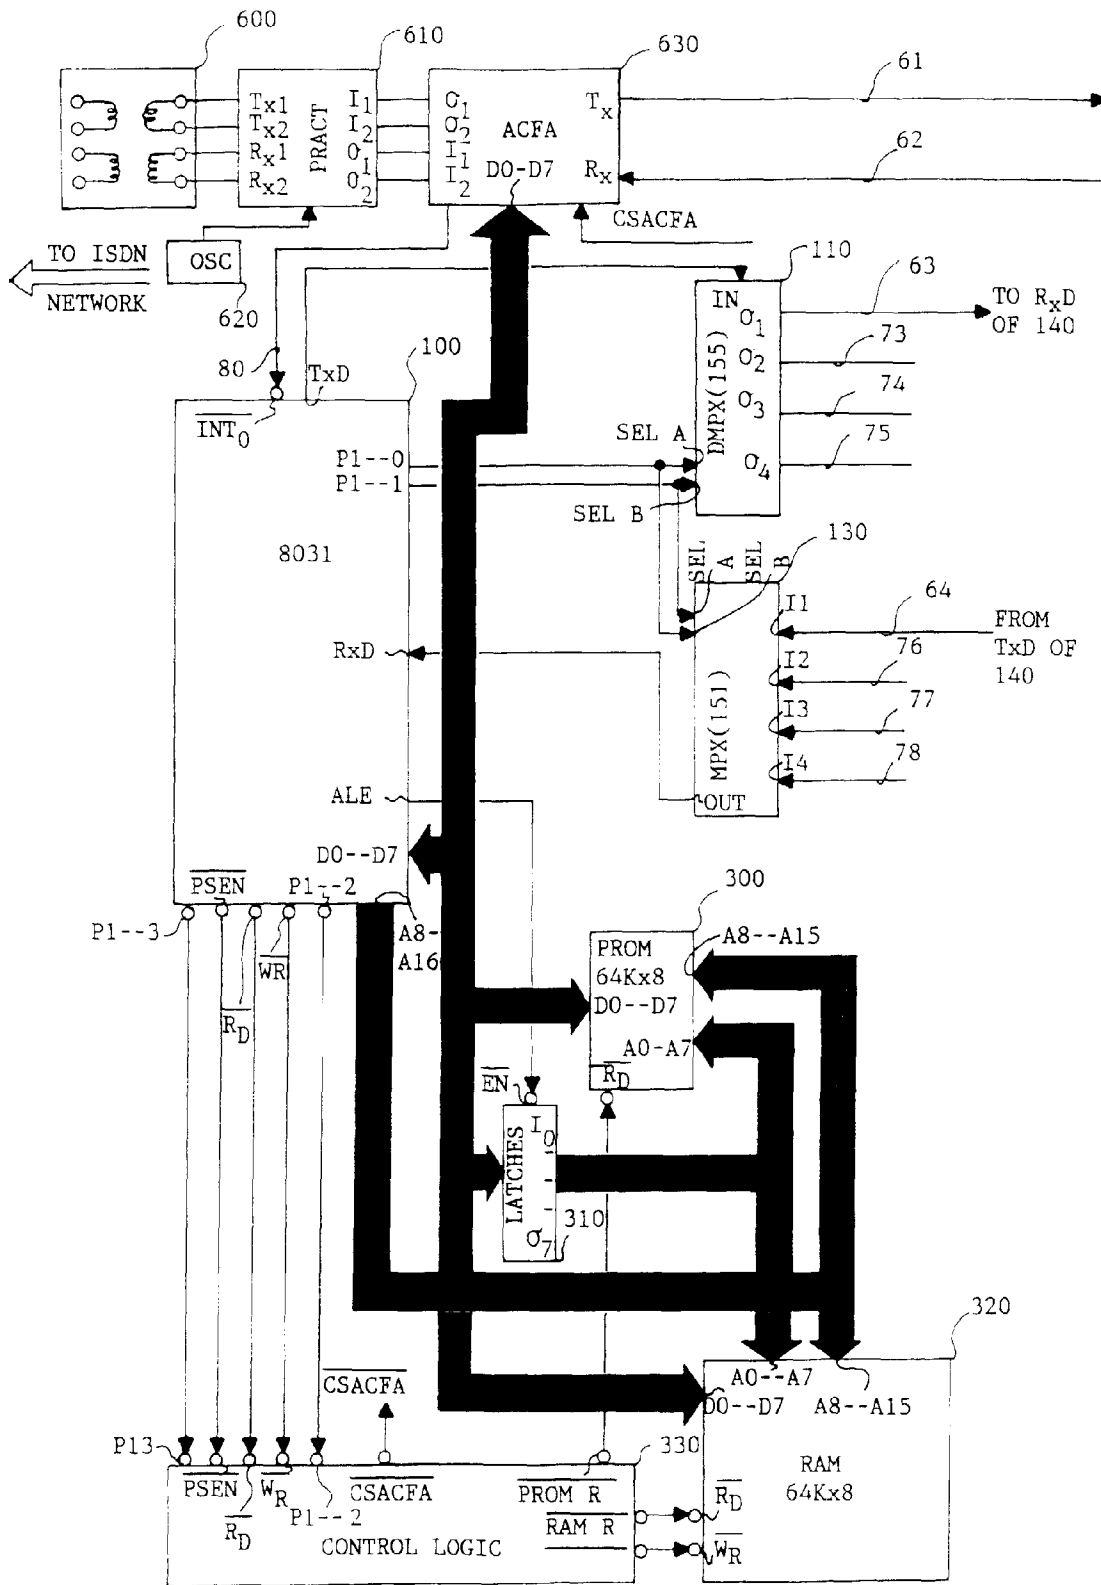 600
610
630
61
Tx1
Tx2
Rx1
Rx2
PRACT
I1
I2
O1
O2
O1
O2
I1
I2
ACFA
D0-D7
Tx
Rx
62
CSACFA
TO ISDN
NETWORK
OSC
620
110
63
IN
O1
O2
O3
O4
DMPX(155)
TO RxD
OF 140
73
74
75
80
100
TxD
INT0
P1--0
P1--1
SEL A
SEL B
8031
SEL A
SEL B
130
I1
64
FROM
TxD OF
140
I2
76
I3
77
I4
78
MPX(151)
OUT
RxD
ALE
D0--D7
PSEN
P1--2
P1--3
RD
WR
A8--
A16
300
PROM
64Kx8
D0--D7
A8--A15
A0-A7
RD
EN
LATCHES
I0
-
-
-
O7
310
320
CSACFA
A0--A7
D0--D7
A8--A15
RAM
64Kx8
RD
WR
P13
330
PSEN
RD
WR
P1--2
CSACFA
PROM R
RAM R
CONTROL LOGIC